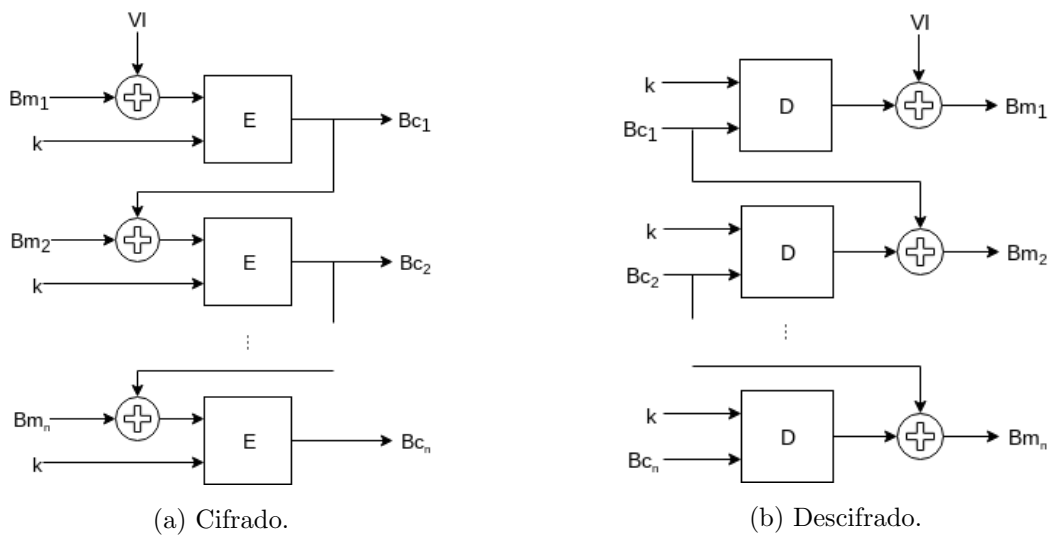 VI
Bm1
E
Bc1
k
Bm2
E
Bc2
k
Bmn
E
Bcn
k
(a) Cifrado.
VI
k
D
Bm1
Bc1
k
D
Bm2
Bc2
k
D
Bmn
Bcn
(b) Descifrado.